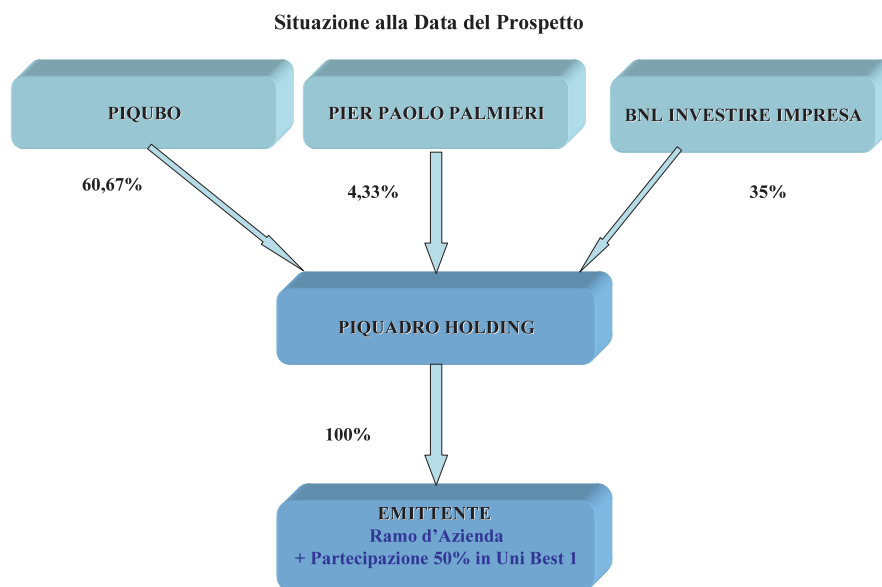 Situazione alla Data del Prospetto
PIQUBO
PIER PAOLO PALMIERI
BNL INVESTIRE IMPRESA
60,67%
4,33%
35%
PIQUADRO HOLDING
100%
EMITTENTE
Ramo d'Azienda
+ Partecipazione 50% in Uni Best 1